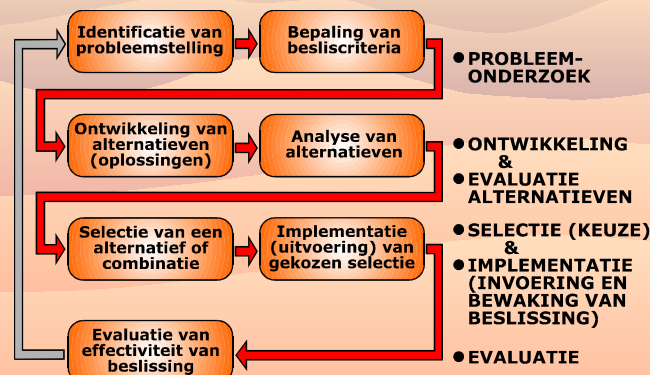 Identificatie van
probleemstelling
Bepaling van
besliscriteria
● PROBLEEM-
ONDERZOEK
Ontwikkeling van
alternatieven
(oplossingen)
Analyse van
alternatieven
● ONTWIKKELING
&
● EVALUATIE
ALTERNATIEVEN
Selectie van een
alternatief of
combinatie
Implementatie
(uitvoering) van
gekozen selectie
● SELECTIE (KEUZE)
&
● IMPLEMENTATIE
(INVOERING EN
BEWAKING VAN
BESLISSING)
Evaluatie van
effectiviteit van
beslissing
● EVALUATIE